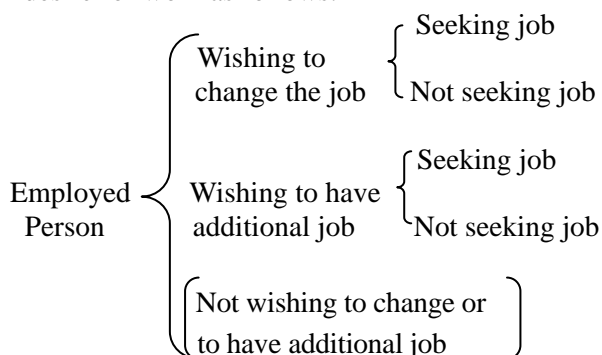 Seeking job
Wishing to
change the job
Not seeking job
Seeking job
Employed
Person
Wishing to have
additional job
Not seeking job
Not wishing to change or
to have additional job